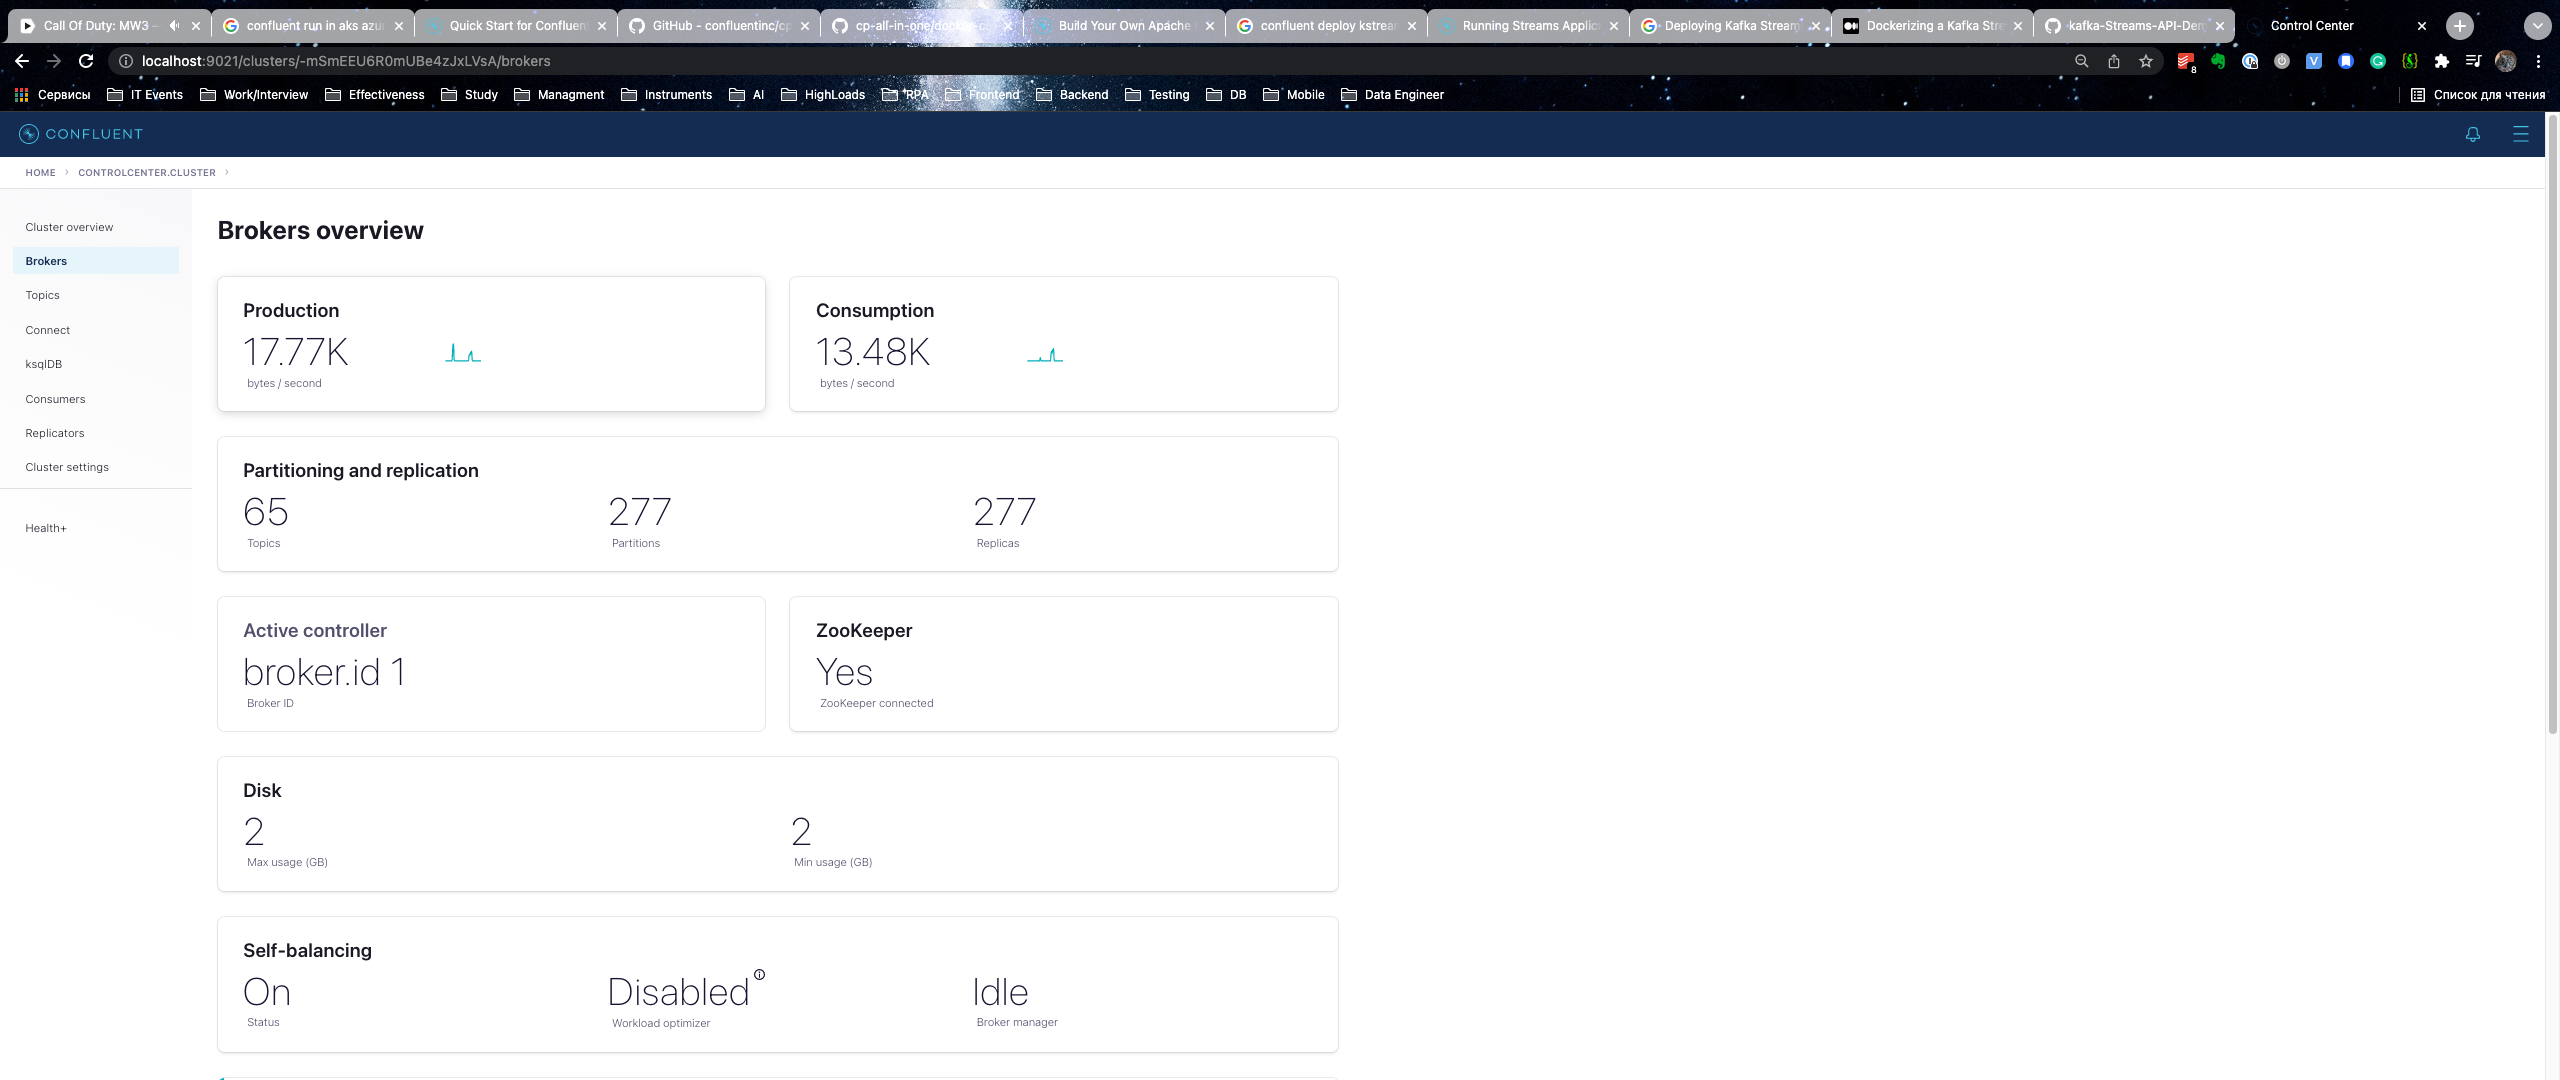 Call Of Duty: MW3 –
confluent run in aks azur
Quick Start for Confluen
GitHub - confluentinc/cp
cp-all-in-one/docker-c
Build Your Own Apache
confluent deploy kstrea
Running Streams Applic
Deploying Kafka Stream
Dockerizing a Kafka Stre
kafka-Streams-API-Dem
Control Center
localhost:9021/clusters/-mSmEEU6R0mUBe4zJxLVsA/brokers
8
Сервисы
IT Events
Work/Interview
Effectiveness
Study
Managment
Instruments
AI
HighLoads
RPA
Frontend
Backend
Testing
DB
Mobile
Data Engineer
Список для чтения
CONFLUENT
HOME > CONTROLCENTER.CLUSTER >
Cluster overview
Brokers
Topics
Connect
ksqlDB
Consumers
Replicators
Cluster settings
Health+
Brokers overview
Production
17.77K
bytes / second
Consumption
13.48K
bytes / second
Partitioning and replication
65
Topics
277
Partitions
277
Replicas
Active controller
broker.id 1
Broker ID
ZooKeeper
Yes
ZooKeeper connected
Disk
2
Max usage (GB)
2
Min usage (GB)
Self-balancing
On
Status
Disabled
Workload optimizer
Idle
Broker manager